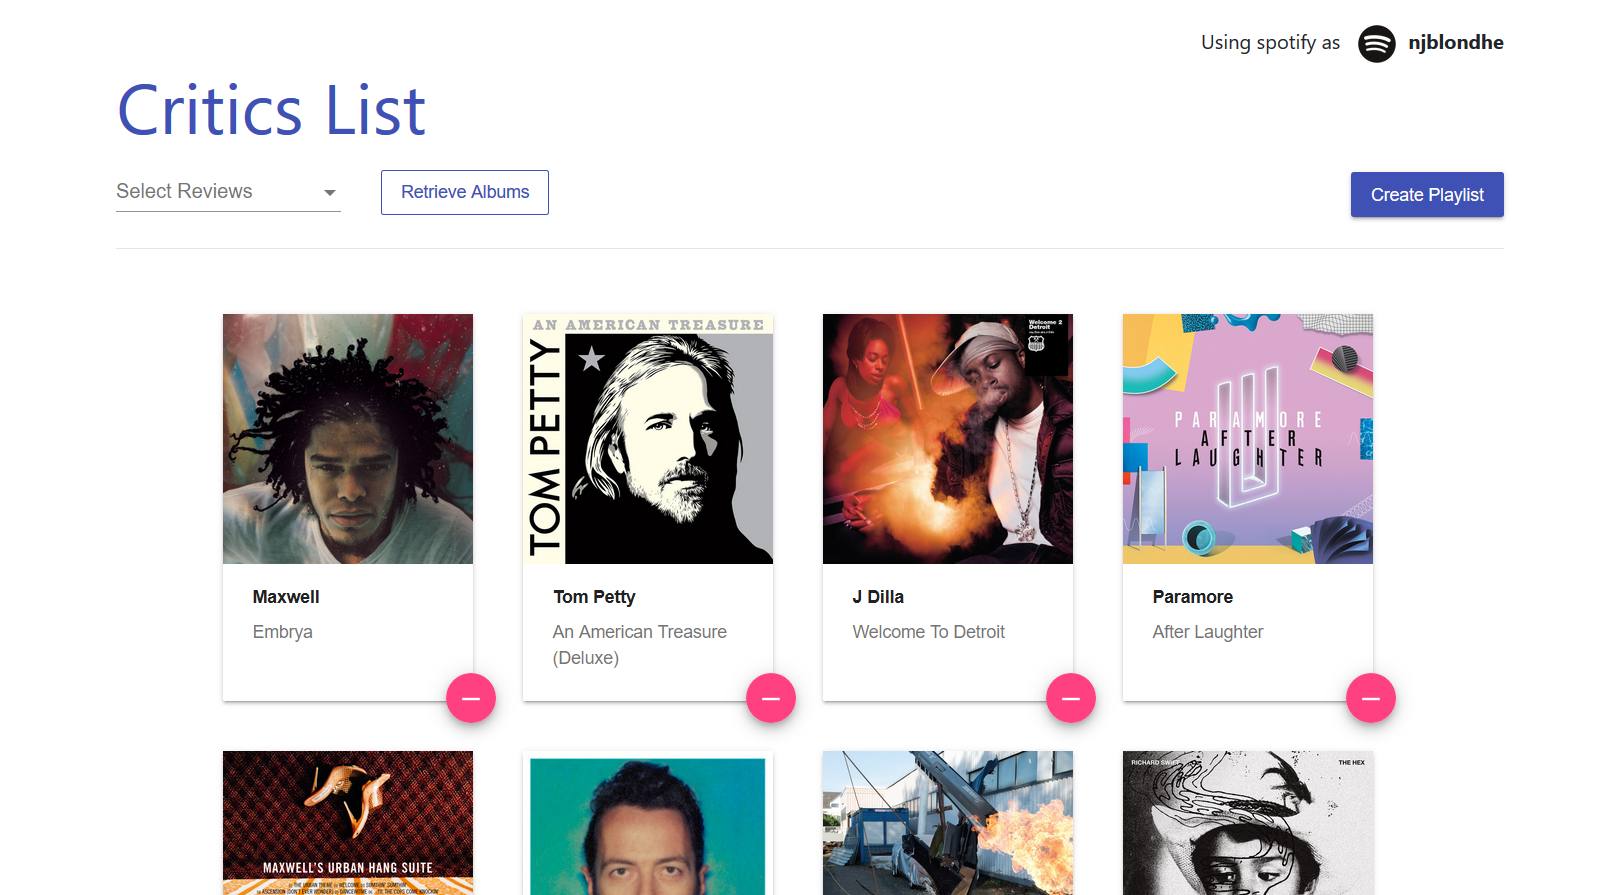 Using spotify as njblondhe
Critics List
Select Reviews
Retrieve Albums
Create Playlist
AN AMERICAN TREASURE
TOM PETTY
Welcome 2
Detroit
PARAMORE
AFTER
LAUGHTER
Maxwell
Embrya
Tom Petty
An American Treasure
(Deluxe)
J Dilla
Welcome To Detroit
Paramore
After Laughter
MAXWELL'S URBAN HANG SUITE
RICHARD SWIFT
THE HEX